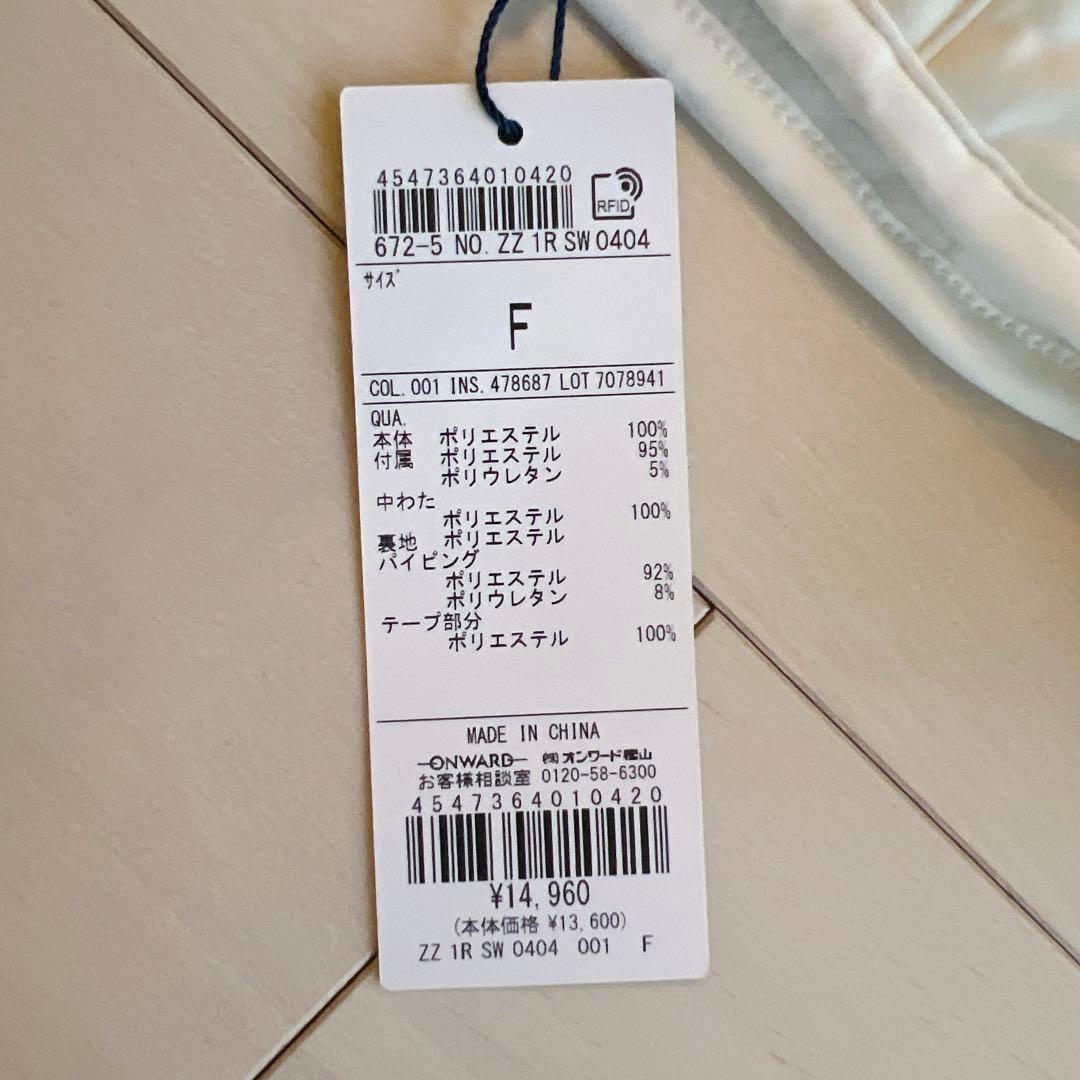 4547364010420
RFID
672-5 NO. ZZ 1R SW 0404
サイズ
F
COL. 001 INS. 478687 LOT 7078941
QUA.
本体 ポリエステル 100%
付属 ポリエステル 95%
ポリウレタン 5%
中わた
ポリエステル 100%
裏地 ポリエステル
パイピング
ポリエステル 92%
ポリウレタン 8%
テープ部分
ポリエステル 100%
MADE IN CHINA
ONWARD ㈱オンワード樫山
お客様相談室 0120-58-6300
4547364010420
¥14,960
(本体価格 ¥13,600)
ZZ 1R SW 0404 001 F